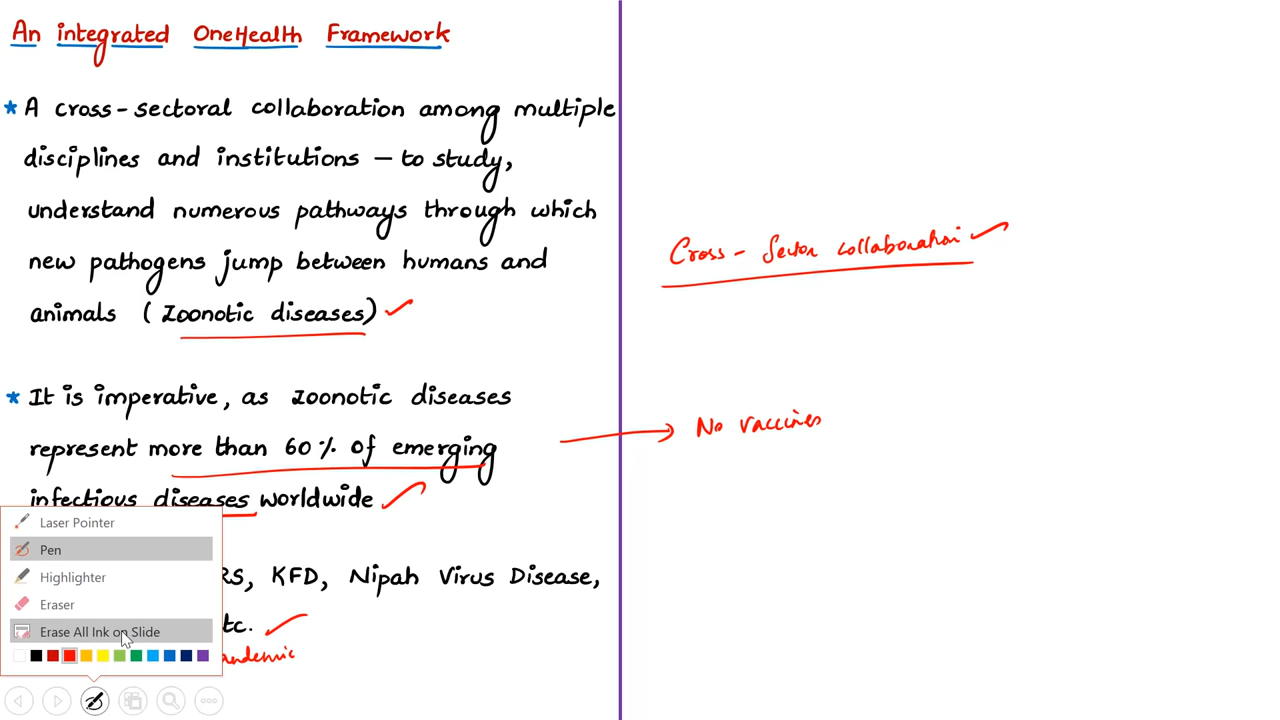 An integrated OneHealth Framework
* A cross-sectoral collaboration among multiple
disciplines and institutions – to study,
understand numerous pathways through which
new pathogens jump between humans and
animals (Zoonotic diseases)
* It is imperative, as Zoonotic diseases
represent more than 60% of emerging
infectious diseases worldwide
KFD, Nipah Virus Disease,
Cross - Sector collaboration
No vaccines
Laser Pointer
Pen
Highlighter
Eraser
Erase All Ink on Slide